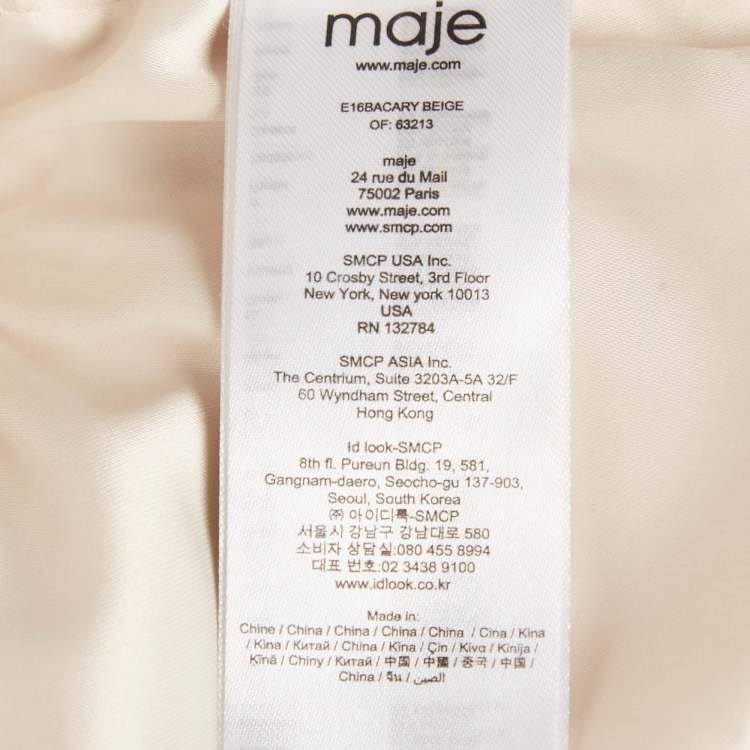 maje
www.maje.com
E16BACARY BEIGE
OF: 63213
maje
24 rue du Mail
75002 Paris
www.maje.com
www.smcp.com
SMCP USA Inc.
10 Crosby Street, 3rd Floor
New York, New york 10013
USA
RN 132784
SMCP ASIA Inc.
The Centrium, Suite 3203A-5A 32/F
60 Wyndham Street, Central
Hong Kong
Id look-SMCP
8th fl. Pureun Bldg. 19, 581,
Gangnam-daero, Seocho-gu 137-903,
Seoul, South Korea
㈜ 아이디룩-SMCP
서울시 강남구 강남대로 580
소비자 상담실:080 455 8994
대표 번호:02 3438 9100
www.idlook.co.kr
Made in:
Chine / China / China / China / China / Cina / Kina
/ Kina / Китай / China / Kína / Çin / Κίνα / Kinija /
Ķīnā / Chiny / Китай / 中国 / 中國 / 중국 / 中国 /
China / จีน / الصين